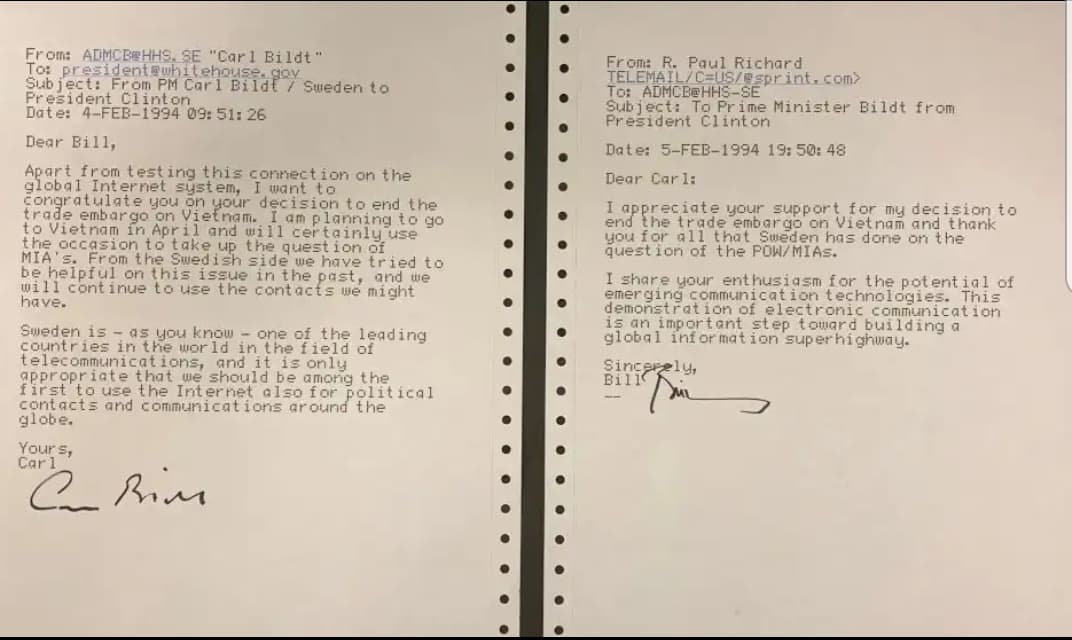 From: ADMCB@HHS.SE "Carl Bildt"
To: president@whitehouse.gov
Subject: From PM Carl Bildt / Sweden to
President Clinton
Date: 4-FEB-1994 09:51:26
Dear Bill,
Apart from testing this connection on the
global Internet system, I want to
congratulate you on your decision to end the
trade embargo on Vietnam. I am planning to go
to Vietnam in April and will certainly use
the occasion to take up the question of
MIA's. From the Swedish side we have tried to
be helpful on this issue in the past, and we
will continue to use the contacts we might
have.
Sweden is - as you know - one of the leading
countries in the world in the field of
telecommunications, and it is only
appropriate that we should be among the
first to use the Internet also for political
contacts and communications around the
globe.
Yours,
Carl
Carl Bildt
From: R. Paul Richard
TELEMAIL/C=US/@sprint.com>
To: ADMCB@HHS-SE
Subject: To Prime Minister Bildt from
President Clinton
Date: 5-FEB-1994 19:50:48
Dear Carl:
I appreciate your support for my decision to
end the trade embargo on Vietnam and thank
you for all that Sweden has done on the
question of the POW/MIAs.
I share your enthusiasm for the potential of
emerging communication technologies. This
demonstration of electronic communication
is an important step toward building a
global information superhighway.
Sincerely,
Bill
--
Bill